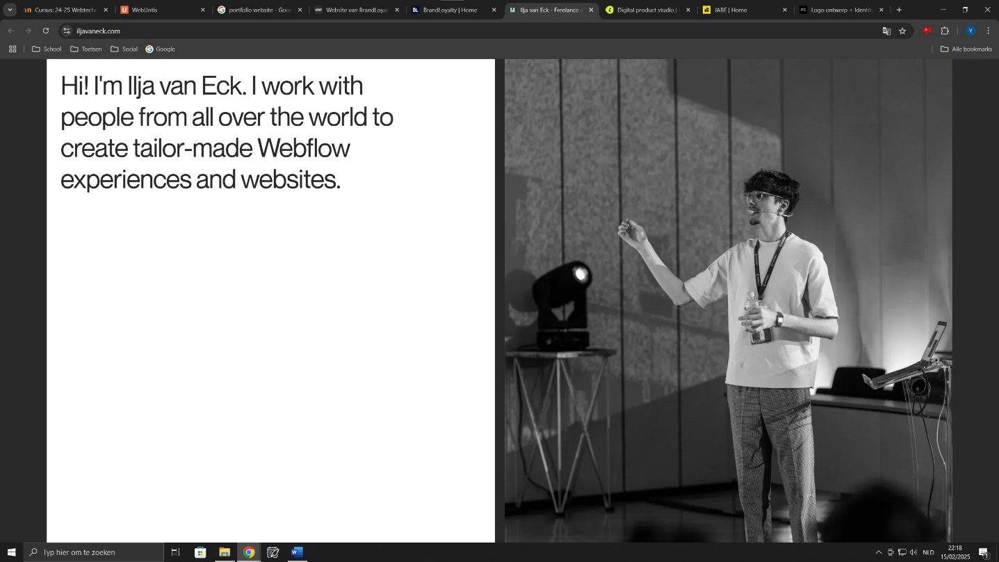 Cursus: 24-25 Webtechn
WebUntis
portfolio website - Goo
Website van BrandLoyal
BrandLoyalty | Home
Ilja van Eck - Freelance
Digital product studio |
JABE | Home
Logo ontwerp + Identity
iljavaneck.com
School
Toetsen
Social
Google
Alle bookmarks
Hi! I'm Ilja van Eck. I work with
people from all over the world to
create tailor-made Webflow
experiences and websites.
Typ hier om te zoeken
NLD
22:18
15/02/2025